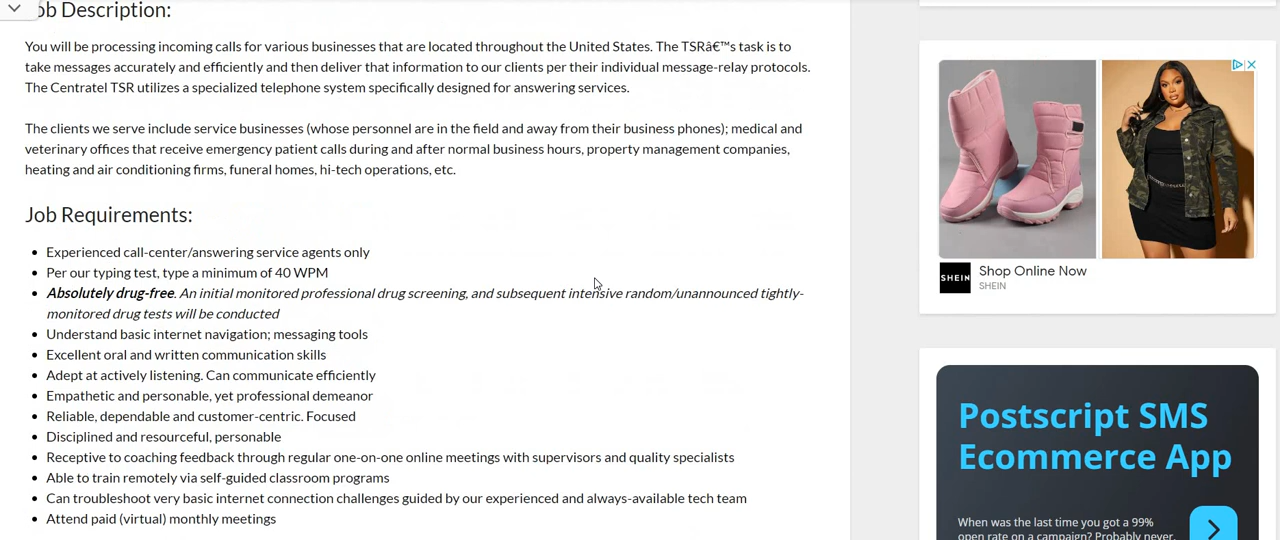 ob Description:
You will be processing incoming calls for various businesses that are located throughout the United States. The TSRâ€™s task is to
take messages accurately and efficiently and then deliver that information to our clients per their individual message-relay protocols.
The Centratel TSR utilizes a specialized telephone system specifically designed for answering services.
The clients we serve include service businesses (whose personnel are in the field and away from their business phones); medical and
veterinary offices that receive emergency patient calls during and after normal business hours, property management companies,
heating and air conditioning firms, funeral homes, hi-tech operations, etc.
Job Requirements:
Experienced call-center/answering service agents only
Per our typing test, type a minimum of 40 WPM
Absolutely drug-free. An initial monitored professional drug screening, and subsequent intensive random/unannounced tightly-
monitored drug tests will be conducted
Understand basic internet navigation; messaging tools
Excellent oral and written communication skills
Adept at actively listening. Can communicate efficiently
Empathetic and personable, yet professional demeanor
Reliable, dependable and customer-centric. Focused
Disciplined and resourceful, personable
Receptive to coaching feedback through regular one-on-one online meetings with supervisors and quality specialists
Able to train remotely via self-guided classroom programs
Can troubleshoot very basic internet connection challenges guided by our experienced and always-available tech team
Attend paid (virtual) monthly meetings
SHEIN
Shop Online Now
SHEIN
Postscript SMS
Ecommerce App
When was the last time you got a 99%
open rate on a campaign? Probably never.